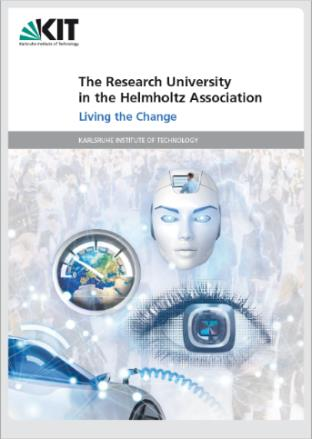 KIT
Karlsruhe Institute of Technology
The Research University
in the Helmholtz Association
Living the Change
KARLSRUHE INSTITUTE OF TECHNOLOGY